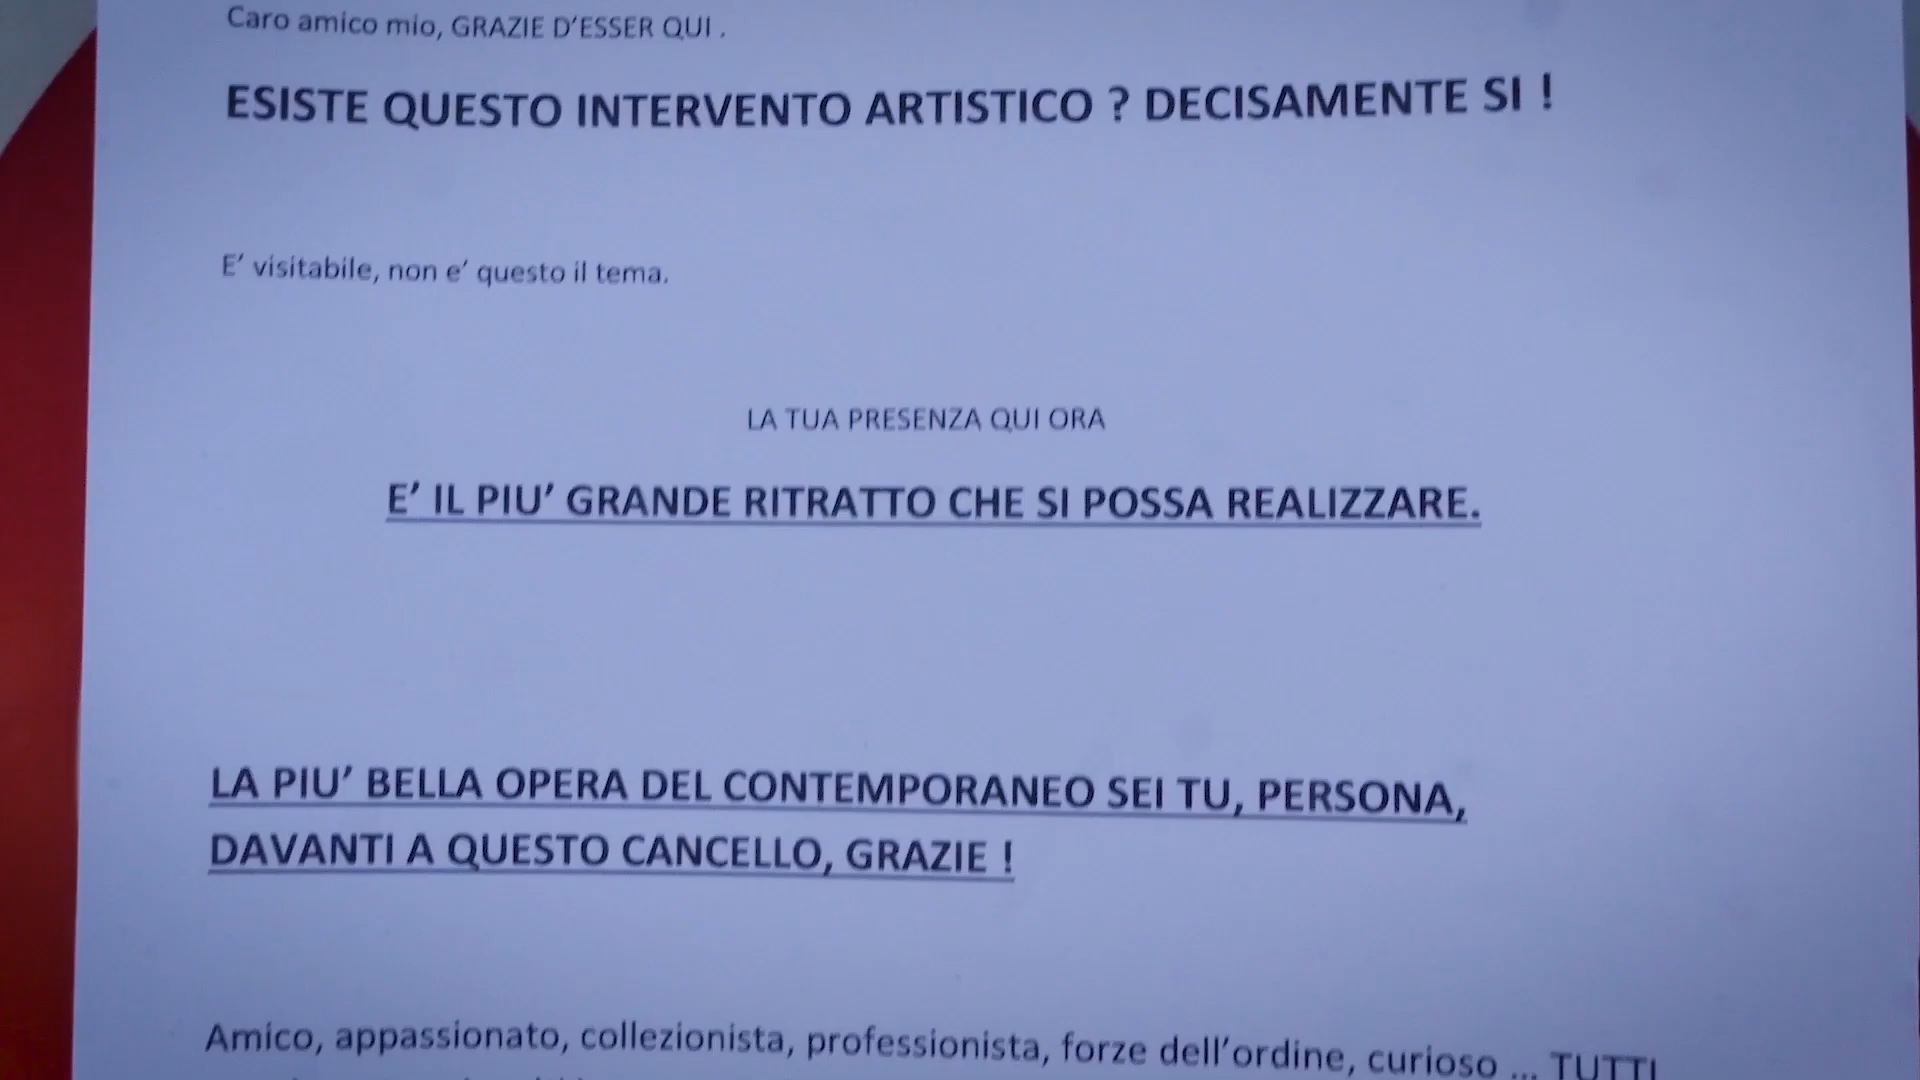 Caro amico mio, GRAZIE D'ESSER QUI .
ESISTE QUESTO INTERVENTO ARTISTICO ? DECISAMENTE SI !
E' visitabile, non e' questo il tema.
LA TUA PRESENZA QUI ORA
E' IL PIU' GRANDE RITRATTO CHE SI POSSA REALIZZARE.
LA PIU' BELLA OPERA DEL CONTEMPORANEO SEI TU, PERSONA,
DAVANTI A QUESTO CANCELLO, GRAZIE !
Amico, appassionato, collezionista, professionista, forze dell'ordine, curioso ... TUTTI